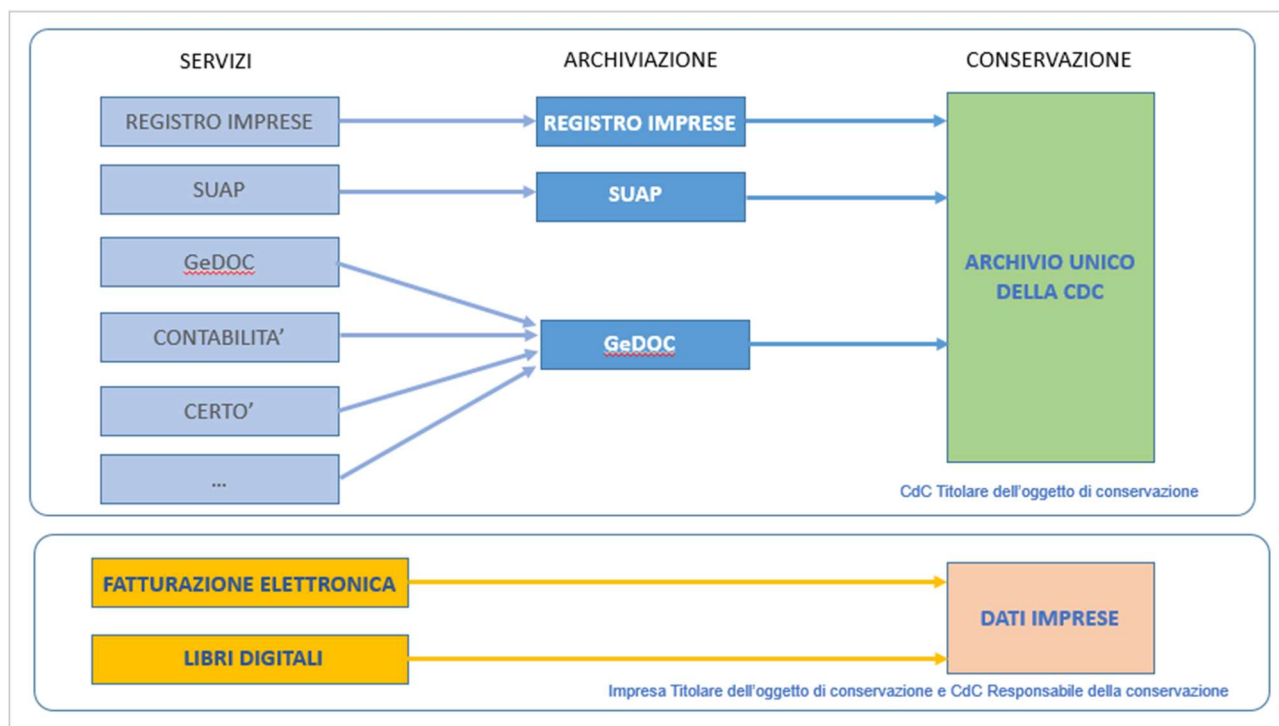 SERVIZI
ARCHIVIAZIONE
CONSERVAZIONE
REGISTRO IMPRESE
REGISTRO IMPRESE
SUAP
SUAP
GeDOC
CONTABILITA’
GeDOC
CERTO’
...
ARCHIVIO UNICO
DELLA CDC
CdC Titolare dell’oggetto di conservazione
FATTURAZIONE ELETTRONICA
LIBRI DIGITALI
DATI IMPRESE
Impresa Titolare dell’oggetto di conservazione e CdC Responsabile della conservazione